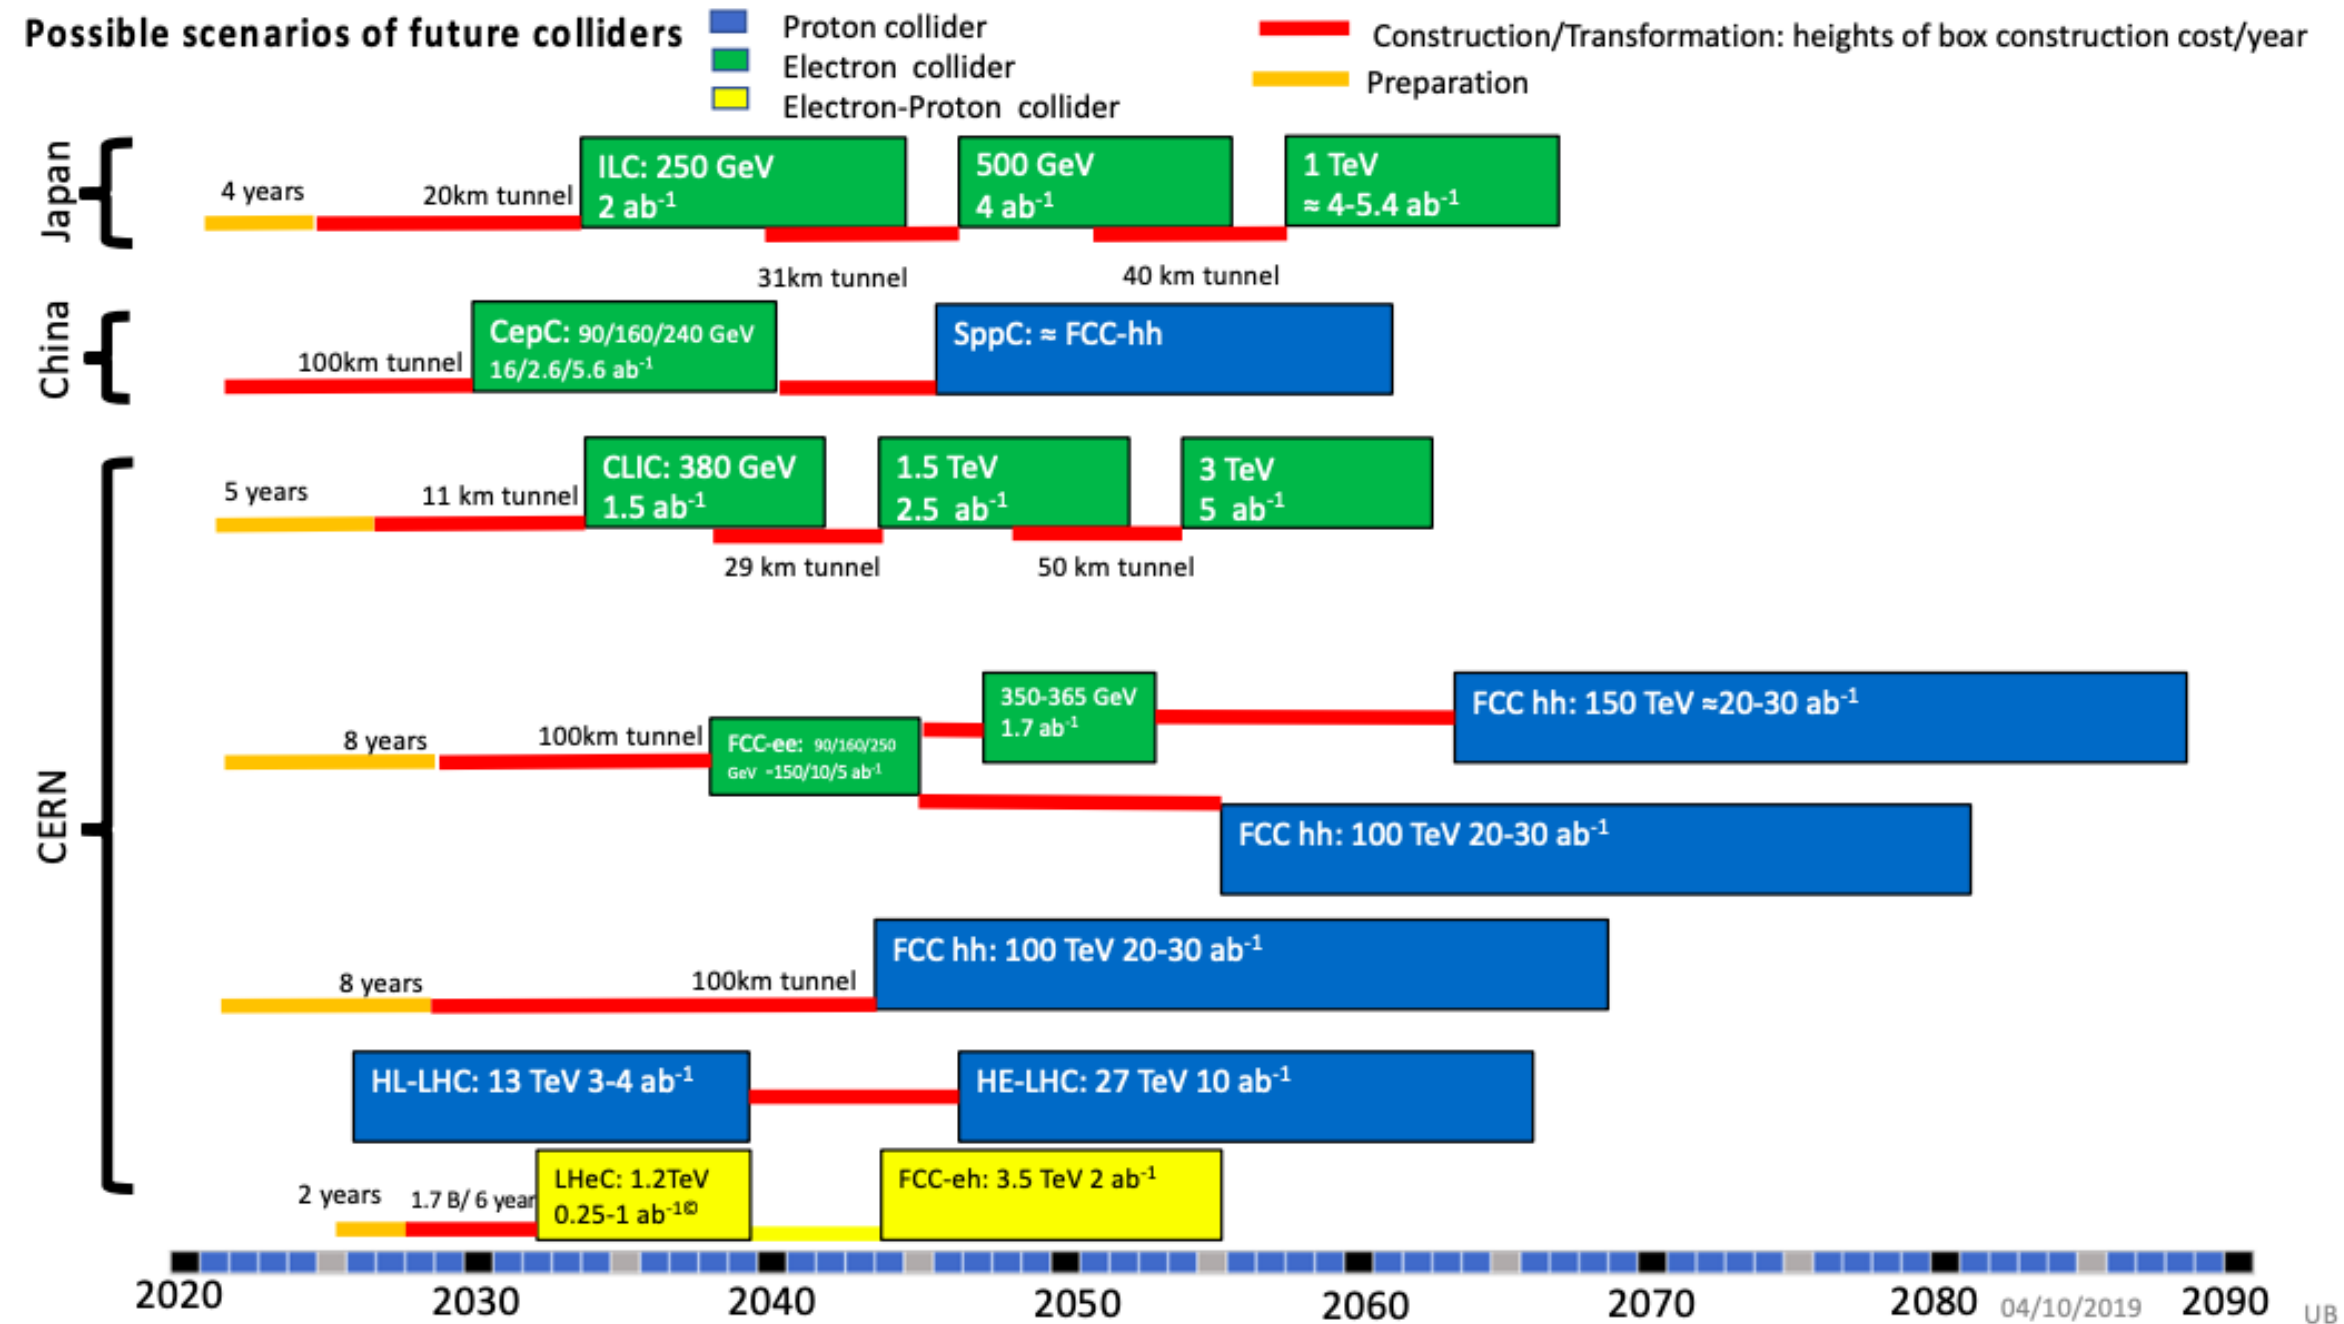 Possible scenarios of future colliders
Proton collider
Electron collider
Electron-Proton collider
Construction/Transformation: heights of box construction cost/year
Preparation
Japan
4 years
20km tunnel
ILC: 250 GeV
2 ab⁻¹
500 GeV
4 ab⁻¹
1 TeV
≈ 4-5.4 ab⁻¹
31km tunnel
40 km tunnel
China
100km tunnel
CepC: 90/160/240 GeV
16/2.6/5.6 ab⁻¹
SppC: ≈ FCC-hh
CERN
5 years
11 km tunnel
CLIC: 380 GeV
1.5 ab⁻¹
1.5 TeV
2.5 ab⁻¹
3 TeV
5 ab⁻¹
29 km tunnel
50 km tunnel
8 years
100km tunnel
FCC-ee: 90/160/250
GeV -150/10/5 ab⁻¹
350-365 GeV
1.7 ab⁻¹
FCC hh: 150 TeV ≈20-30 ab⁻¹
FCC hh: 100 TeV 20-30 ab⁻¹
8 years
100km tunnel
FCC hh: 100 TeV 20-30 ab⁻¹
HL-LHC: 13 TeV 3-4 ab⁻¹
HE-LHC: 27 TeV 10 ab⁻¹
2 years
1.7 B/ 6 year
LHeC: 1.2TeV
0.25-1 ab⁻¹©
FCC-eh: 3.5 TeV 2 ab⁻¹
2020 2030 2040 2050 2060 2070 2080 2090
04/10/2019
UB